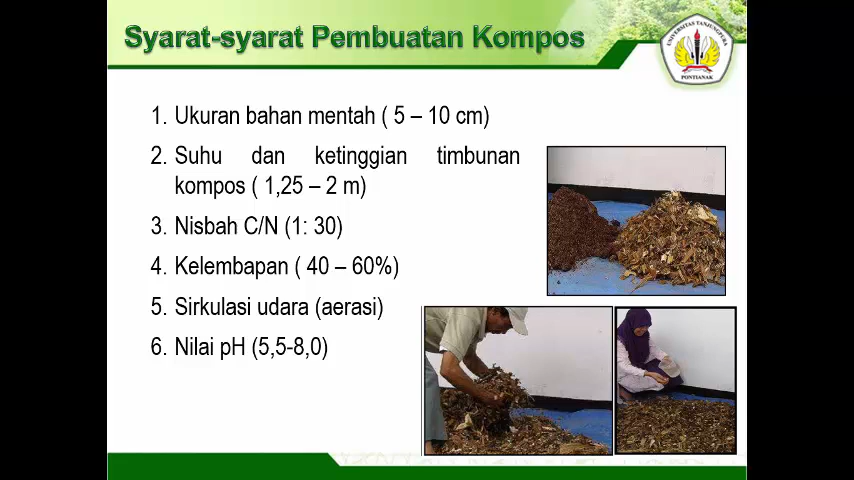 Syarat-syarat Pembuatan Kompos
UNIVERSITAS TANJUNGPURA
PONTIANAK
1. Ukuran bahan mentah ( 5 – 10 cm)
2. Suhu dan ketinggian timbunan
kompos ( 1,25 – 2 m)
3. Nisbah C/N (1: 30)
4. Kelembapan ( 40 – 60%)
5. Sirkulasi udara (aerasi)
6. Nilai pH (5,5-8,0)